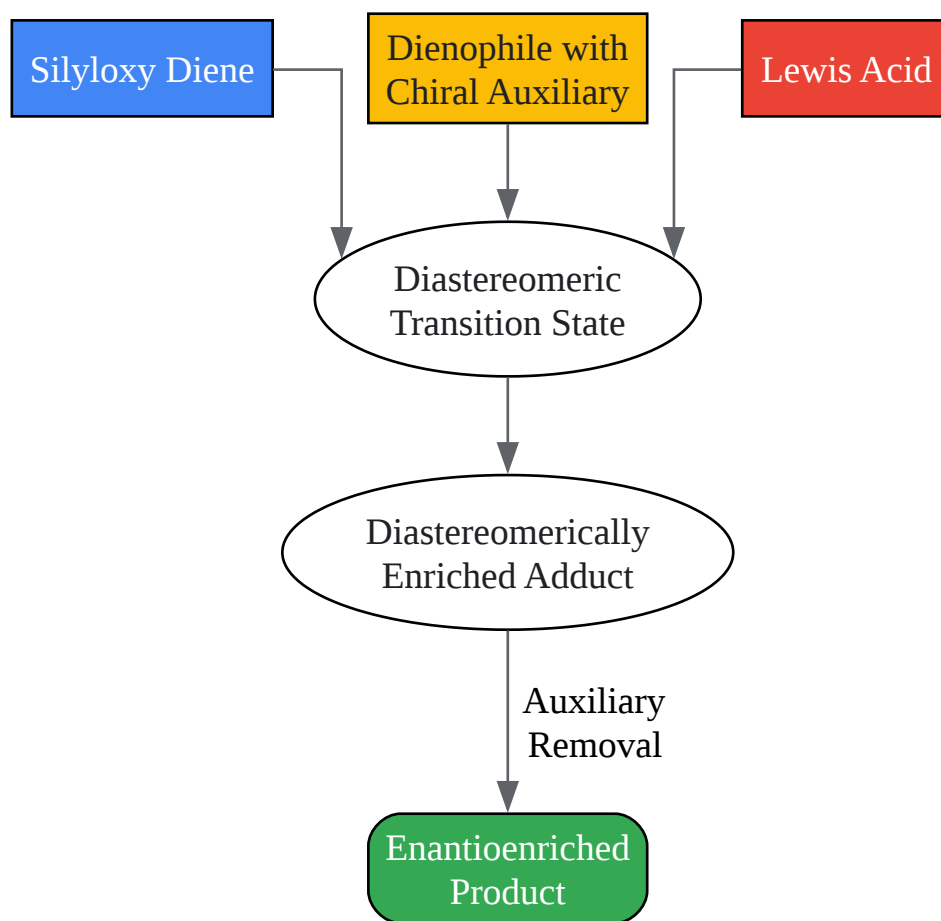 Silyloxy Diene
Dienophile with
Chiral Auxiliary
Lewis Acid
Diastereomeric
Transition State
Diastereomerically
Enriched Adduct
Auxiliary
Removal
Enantioenriched
Product